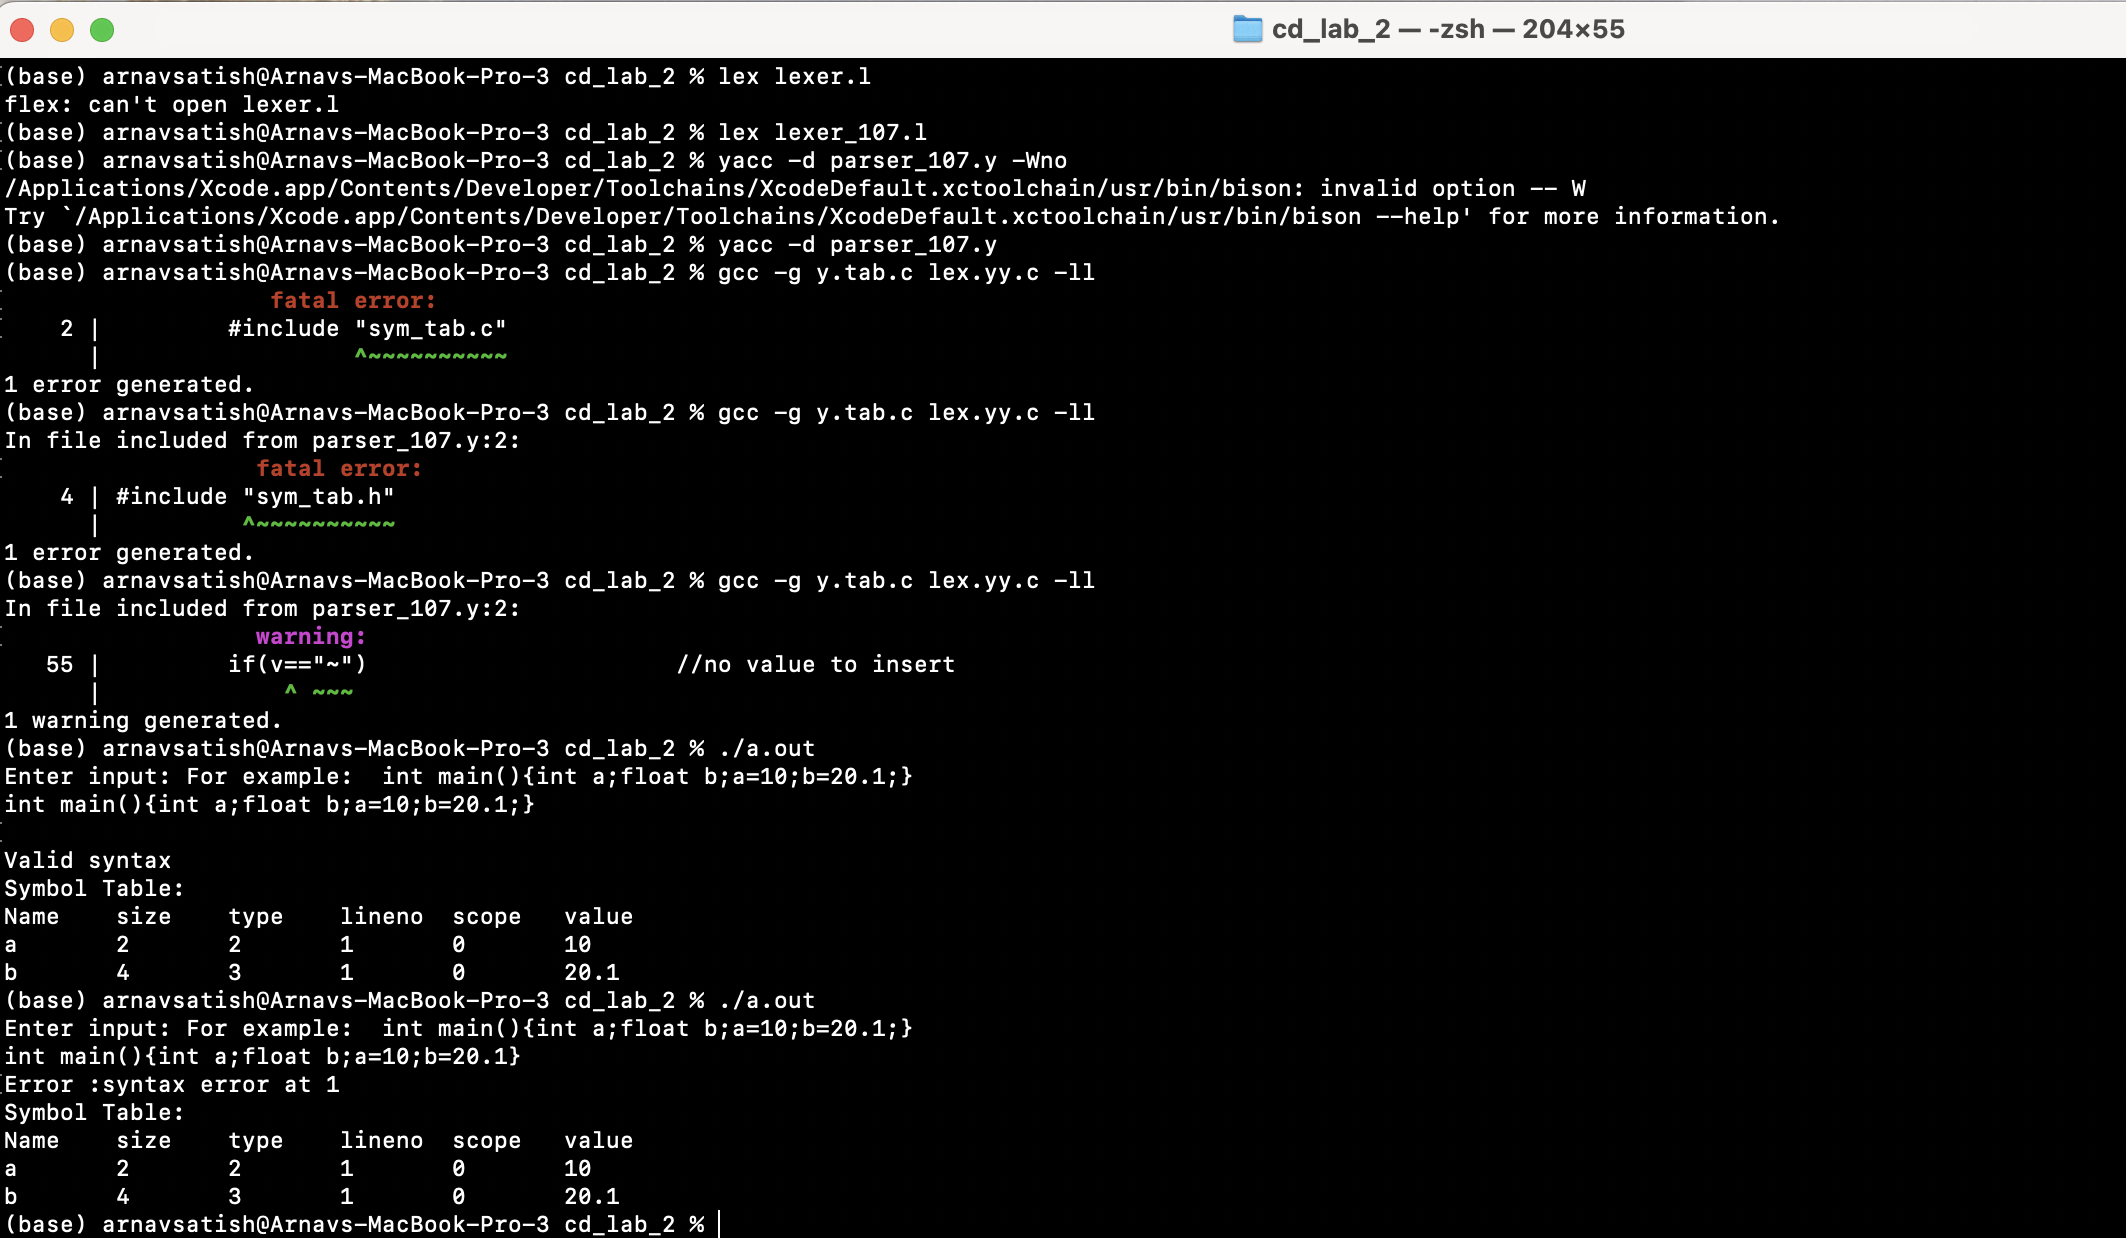 cd_lab_2 — -zsh — 204×55
(base) arnavsatish@Arnavs-MacBook-Pro-3 cd_lab_2 % lex lexer.l
flex: can't open lexer.l
(base) arnavsatish@Arnavs-MacBook-Pro-3 cd_lab_2 % lex lexer_107.l
(base) arnavsatish@Arnavs-MacBook-Pro-3 cd_lab_2 % yacc -d parser_107.y -Wno
/Applications/Xcode.app/Contents/Developer/Toolchains/XcodeDefault.xctoolchain/usr/bin/bison: invalid option -- W
Try `/Applications/Xcode.app/Contents/Developer/Toolchains/XcodeDefault.xctoolchain/usr/bin/bison --help' for more information.
(base) arnavsatish@Arnavs-MacBook-Pro-3 cd_lab_2 % yacc -d parser_107.y
(base) arnavsatish@Arnavs-MacBook-Pro-3 cd_lab_2 % gcc -g y.tab.c lex.yy.c -ll
fatal error:
2 | #include "sym_tab.c"
| ^~~~~~~~~~~
1 error generated.
(base) arnavsatish@Arnavs-MacBook-Pro-3 cd_lab_2 % gcc -g y.tab.c lex.yy.c -ll
In file included from parser_107.y:2:
fatal error:
4 | #include "sym_tab.h"
| ^~~~~~~~~~~
1 error generated.
(base) arnavsatish@Arnavs-MacBook-Pro-3 cd_lab_2 % gcc -g y.tab.c lex.yy.c -ll
In file included from parser_107.y:2:
warning:
55 | if(v=="~") //no value to insert
| ^ ~~~
1 warning generated.
(base) arnavsatish@Arnavs-MacBook-Pro-3 cd_lab_2 % ./a.out
Enter input: For example:  int main(){int a;float b;a=10;b=20.1;}
int main(){int a;float b;a=10;b=20.1;}
Valid syntax
Symbol Table:
Name size type lineno scope value
a 2 2 1 0 10
b 4 3 1 0 20.1
(base) arnavsatish@Arnavs-MacBook-Pro-3 cd_lab_2 % ./a.out
Enter input: For example:  int main(){int a;float b;a=10;b=20.1;}
int main(){int a;float b;a=10;b=20.1}
Error :syntax error at 1
Symbol Table:
Name size type lineno scope value
a 2 2 1 0 10
b 4 3 1 0 20.1
(base) arnavsatish@Arnavs-MacBook-Pro-3 cd_lab_2 %